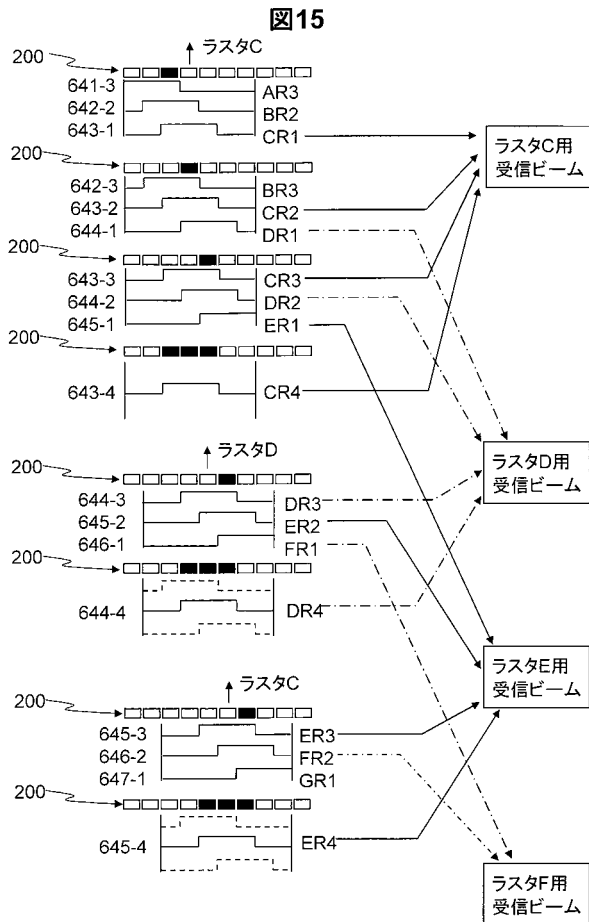 図15
ラスタC
200
641-3
AR3
642-2
BR2
643-1
CR1
ラスタC用
受信ビーム
200
642-3
BR3
643-2
CR2
644-1
DR1
200
643-3
CR3
644-2
DR2
645-1
ER1
200
643-4
CR4
ラスタD
200
644-3
DR3
645-2
ER2
646-1
FR1
ラスタD用
受信ビーム
200
644-4
DR4
ラスタC
200
645-3
ER3
646-2
FR2
647-1
GR1
ラスタE用
受信ビーム
200
645-4
ER4
ラスタF用
受信ビーム